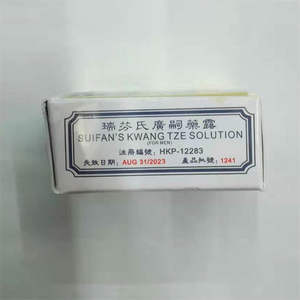 瑞芬氏廣嗣藥露
SUIFAN'S KWANG TZE SOLUTION
(FOR MEN)
注冊編號：HKP-12283
失效日期：AUG 31/2023 產品批號：1241